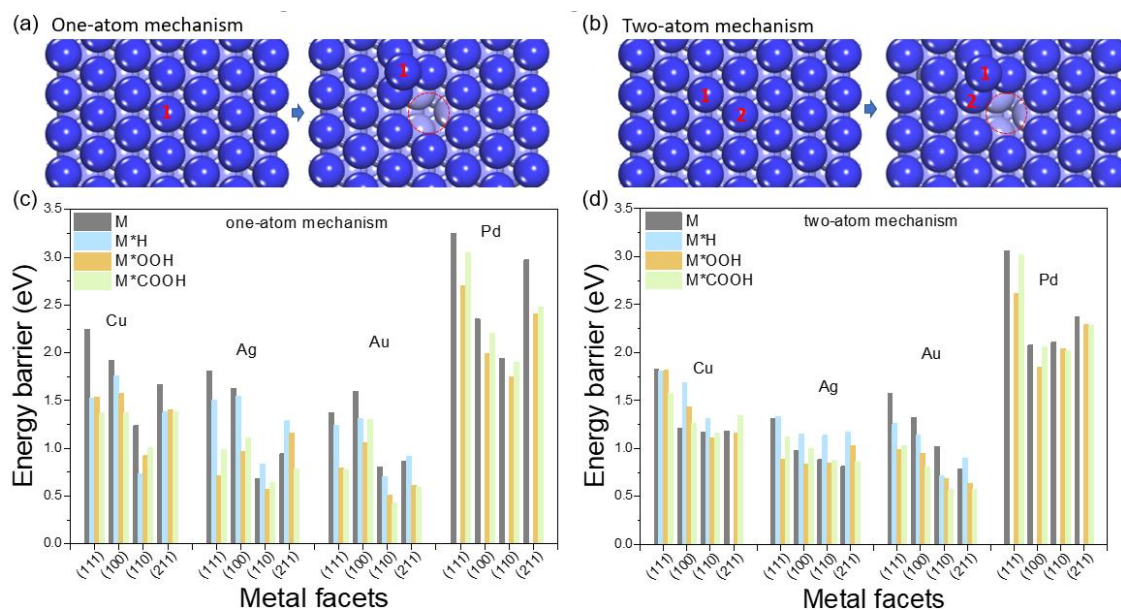 (a) One-atom mechanism
1
1
(b) Two-atom mechanism
1
2
1
2
(c)
one-atom mechanism
M
M*H
M*OOH
M*COOH
Cu
Ag
Au
Pd
Energy barrier (eV)
3.5
3.0
2.5
2.0
1.5
1.0
0.5
0.0
(111) (100) (110) (211) (111) (100) (110) (211) (111) (100) (110) (211) (111) (100) (110) (211)
Metal facets
(d)
two-atom mechanism
M
M*H
M*OOH
M*COOH
Cu
Ag
Au
Pd
Energy barrier (eV)
3.5
3.0
2.5
2.0
1.5
1.0
0.5
0.0
(111) (100) (110) (211) (111) (100) (110) (211) (111) (100) (110) (211) (111) (100) (110) (211)
Metal facets